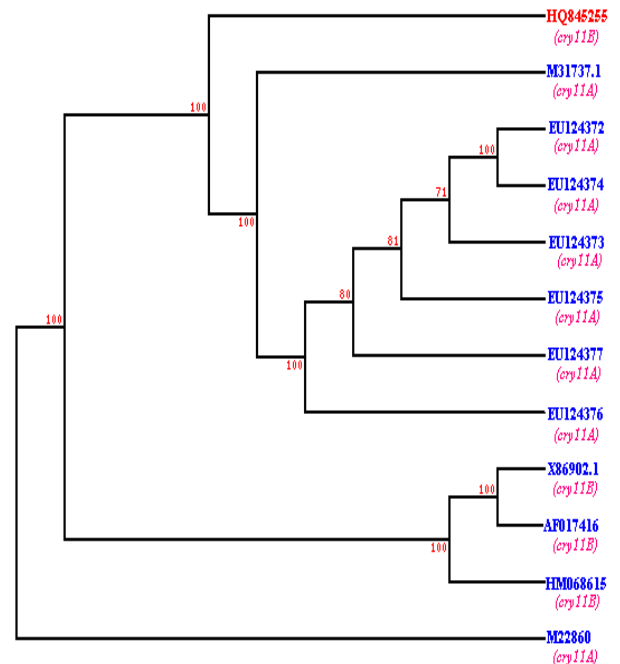 HQ845255
(cry11B)
100
M31737.1
(cry11A)
EU124372
(cry11A)
100
EU124374
71
(cry11A)
100
81
EU124373
(cry11A)
80
EU124375
(cry11A)
100
EU124377
100
(cry11A)
EU124376
(cry11A)
X86902.1
(cry11B)
100
AF017416
(cry11B)
100
HM068615
(cry11B)
M22860
(cry11A)